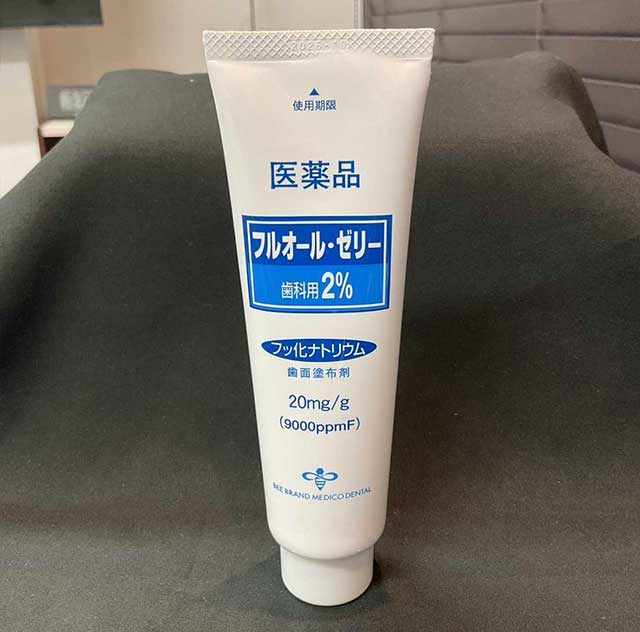 2026-10
使用期限
医薬品
フルオール・ゼリー
歯科用 2%
フッ化ナトリウム
歯面塗布剤
20mg/g
(9000ppmF)
BEE BRAND MEDICO DENTAL